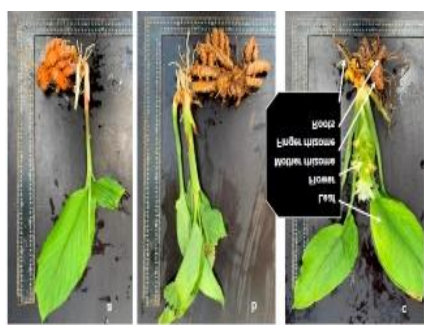 Roots
Finger rhizome
Mother rhizome
Flower
Leaf
a
b
c